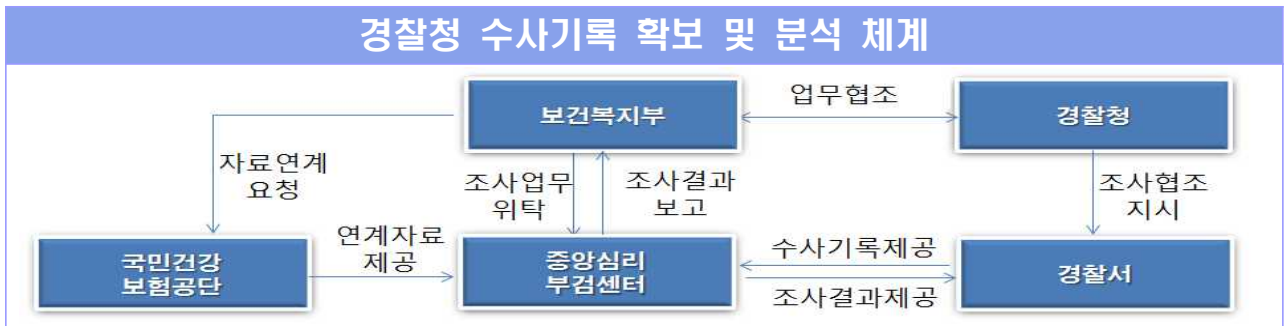 경찰청 수사기록 확보 및 분석 체계
보건복지부
업무협조
경찰청
자료연계
요청
조사업무
위탁
조사결과
보고
조사협조
지시
국민건강
보험공단
연계자료
제공
중앙심리
부검센터
수사기록제공
조사결과제공
경찰서